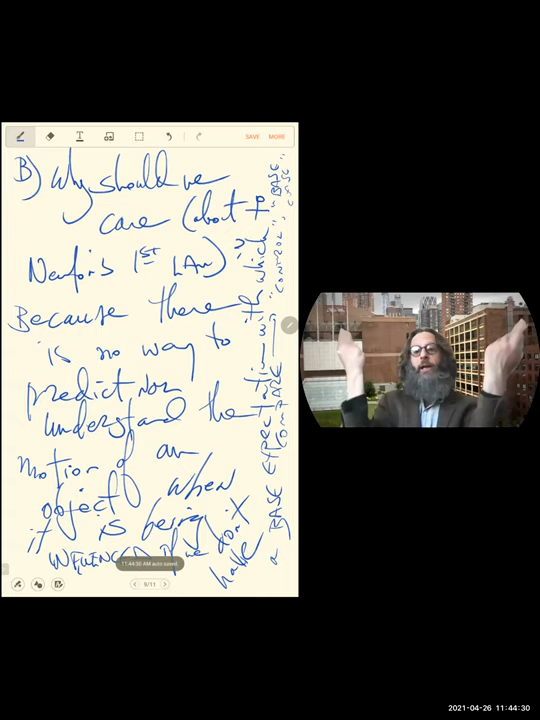 SAVE MORE
B) Why should we
care (about
Newton's 1ST LAW)?
Because there
is no way to
predict nor
understand the
motion of an
object when
it is being
INFLUENCED if we don't
have
a BASE EXPECTATION with which
COMPARE "CONTROL", "BASE
CASE"
11:44:30 AM auto saved
9/11
2021-04-26 11:44:30